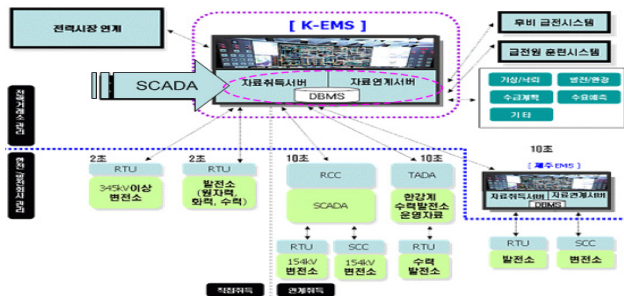 [ K-EMS ]
전력시장 연계
후비 급전시스템
급전원 훈련시스템
SCADA
자료취득서버
자료연계서버
DBMS
기상/낙뢰
발전/환경
수급계획
수요예측
기타
2초
2초
10초
10초
10초
RTU
345kV이상
변전소
RTU
발전소
(원자력,
화력, 수력)
RCC
SCADA
TADA
한강계
수력발전소
운영자료
[ 제주EMS ]
자료취득서버
자료연계서버
DBMS
RTU
154kV
변전소
SCC
154kV
변전소
RTU
수력
발전소
RTU
발전소
SCC
변전소
직접취득
연계취득